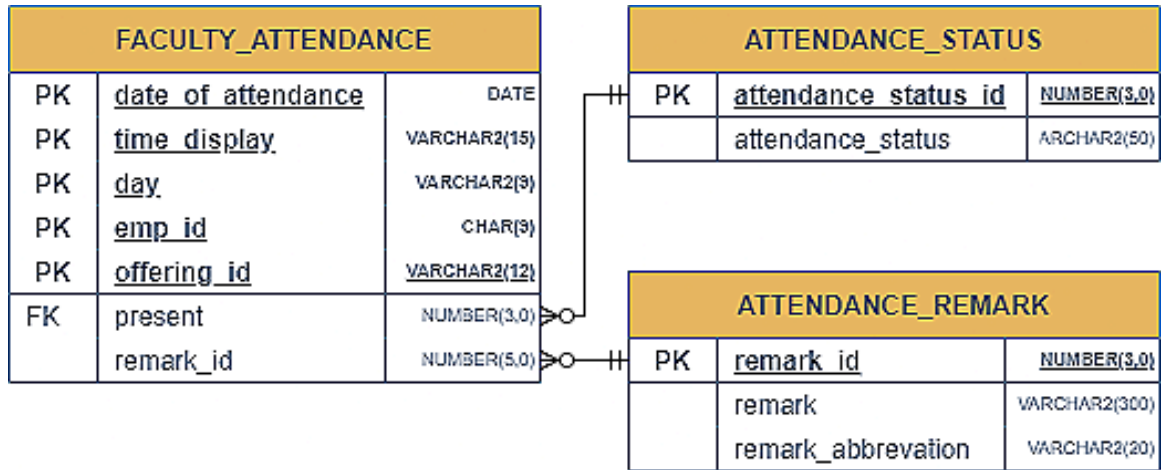 FACULTY_ATTENDANCE
PK date_of_attendance DATE
PK time_display VARCHAR2(15)
PK day VARCHAR2(9)
PK emp_id CHAR(9)
PK offering_id VARCHAR2(12)
FK present NUMBER(3,0)
remark_id NUMBER(5,0)
ATTENDANCE_STATUS
PK attendance_status_id NUMBER(3,0)
attendance_status ARCHAR2(50)
ATTENDANCE_REMARK
PK remark_id NUMBER(3,0)
remark VARCHAR2(300)
remark_abbrevation VARCHAR2(20)